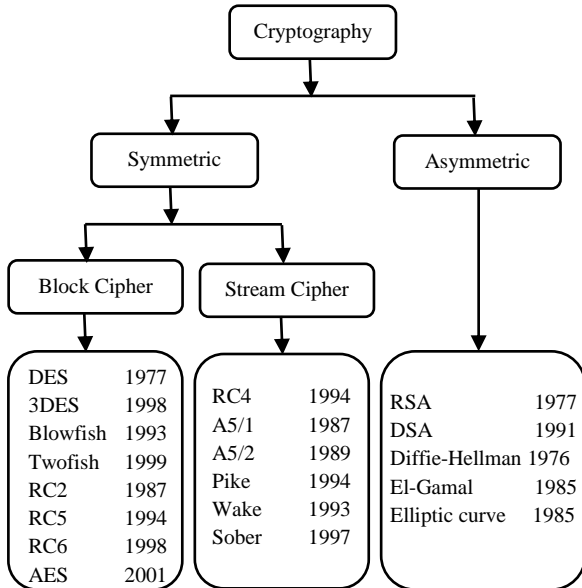 Cryptography
Symmetric
Asymmetric
Block Cipher
Stream Cipher
DES 1977
3DES 1998
Blowfish 1993
Twofish 1999
RC2 1987
RC5 1994
RC6 1998
AES 2001
RC4 1994
A5/1 1987
A5/2 1989
Pike 1994
Wake 1993
Sober 1997
RSA 1977
DSA 1991
Diffie-Hellman 1976
El-Gamal 1985
Elliptic curve 1985